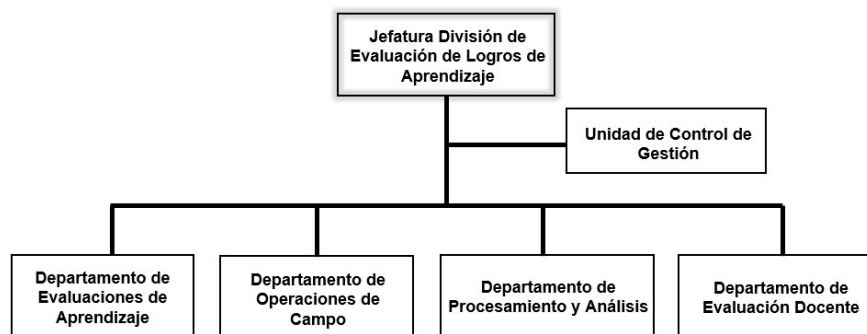 Jefatura División de
Evaluación de Logros de
Aprendizaje
Unidad de Control de
Gestión
Departamento de
Evaluaciones de
Aprendizaje
Departamento de
Operaciones de
Campo
Departamento de
Procesamiento y Análisis
Departamento de
Evaluación Docente